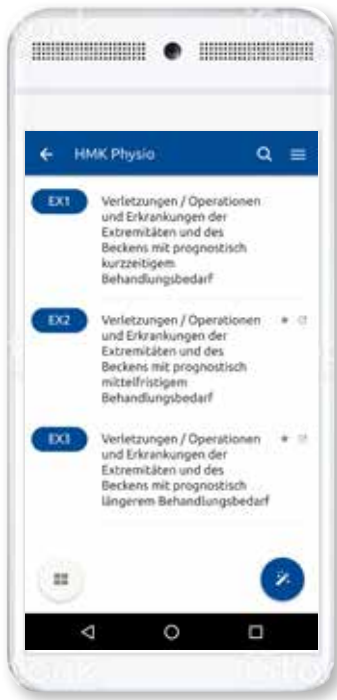 HMK Physio
EX1
Verletzungen / Operationen
und Erkrankungen der
Extremitäten und des
Beckens mit prognostisch
kurzzeitigem
Behandlungsbedarf
EX2
Verletzungen / Operationen
und Erkrankungen der
Extremitäten und des
Beckens mit prognostisch
mittelfristigem
Behandlungsbedarf
EX3
Verletzungen / Operationen
und Erkrankungen der
Extremitäten und des
Beckens mit prognostisch
längerem Behandlungsbedarf